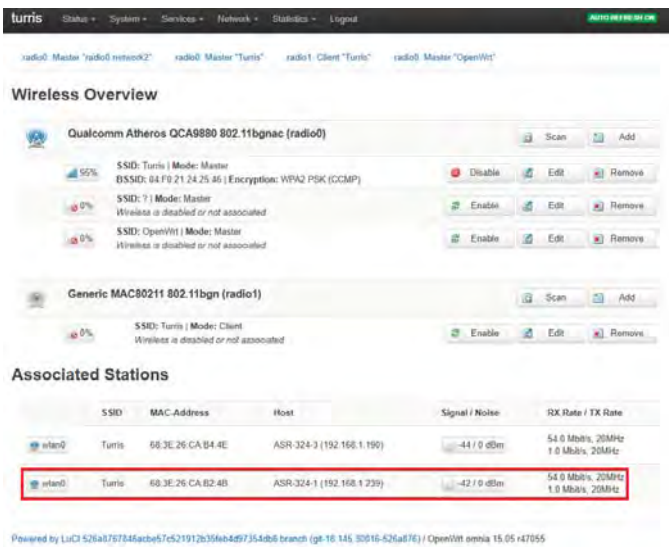 turris Status System Services Network Statistics Logout AUTO REFRESH ON
radio0: Master "radio0.network2" radio0: Master "Turris" radio1: Client "Turris" radio0: Master "OpenWrt"
Wireless Overview
Qualcomm Atheros QCA9880 802.11bgnac (radio0) Scan Add
SSID: Turris | Mode: Master
BSSID: 04:F0:21:24:25:46 | Encryption: WPA2 PSK (CCMP)
Disable Edit Remove
0% SSID: ? | Mode: Master
Wireless is disabled or not associated
Enable Edit Remove
0% SSID: OpenWrt | Mode: Master
Wireless is disabled or not associated
Enable Edit Remove
Generic MAC80211 802.11bgn (radio1) Scan Add
0% SSID: Turris | Mode: Client
Wireless is disabled or not associated
Enable Edit Remove
Associated Stations
SSID MAC-Address Host Signal / Noise RX Rate / TX Rate
wlan0 Turris 68:3E:26:CA:B4:4E ASR-324-3 (192.168.1.190) -44 / 0 dBm 54.0 Mbit/s, 20MHz
1.0 Mbit/s, 20MHz
wlan0 Turris 68:3E:26:CA:B2:4B ASR-324-1 (192.168.1.239) -42 / 0 dBm 54.0 Mbit/s, 20MHz
1.0 Mbit/s, 20MHz
Powered by LuCI branch / OpenWrt omnia 15.05 r47055